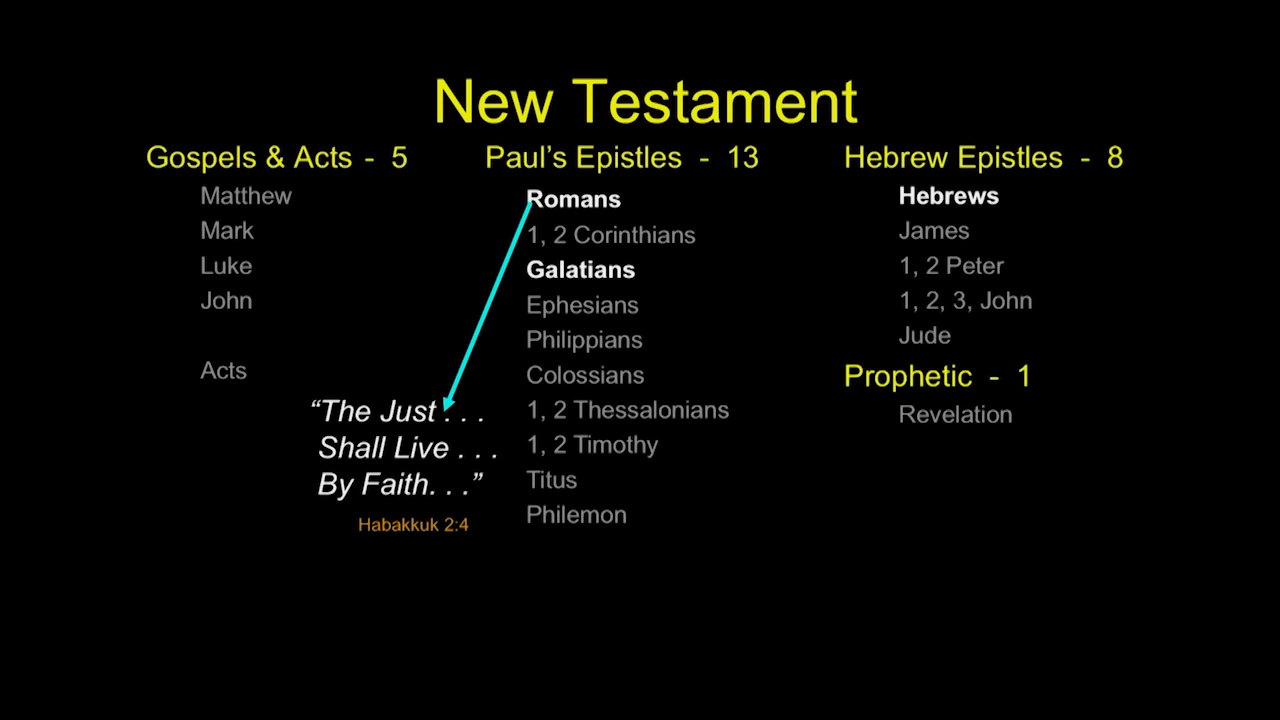 New Testament
Gospels & Acts - 5
Matthew
Mark
Luke
John
Acts
“The Just . . .
Shall Live . . .
By Faith. . .”
Habakkuk 2:4
Paul’s Epistles - 13
Romans
1, 2 Corinthians
Galatians
Ephesians
Philippians
Colossians
1, 2 Thessalonians
1, 2 Timothy
Titus
Philemon
Hebrew Epistles - 8
Hebrews
James
1, 2 Peter
1, 2, 3, John
Jude
Prophetic - 1
Revelation